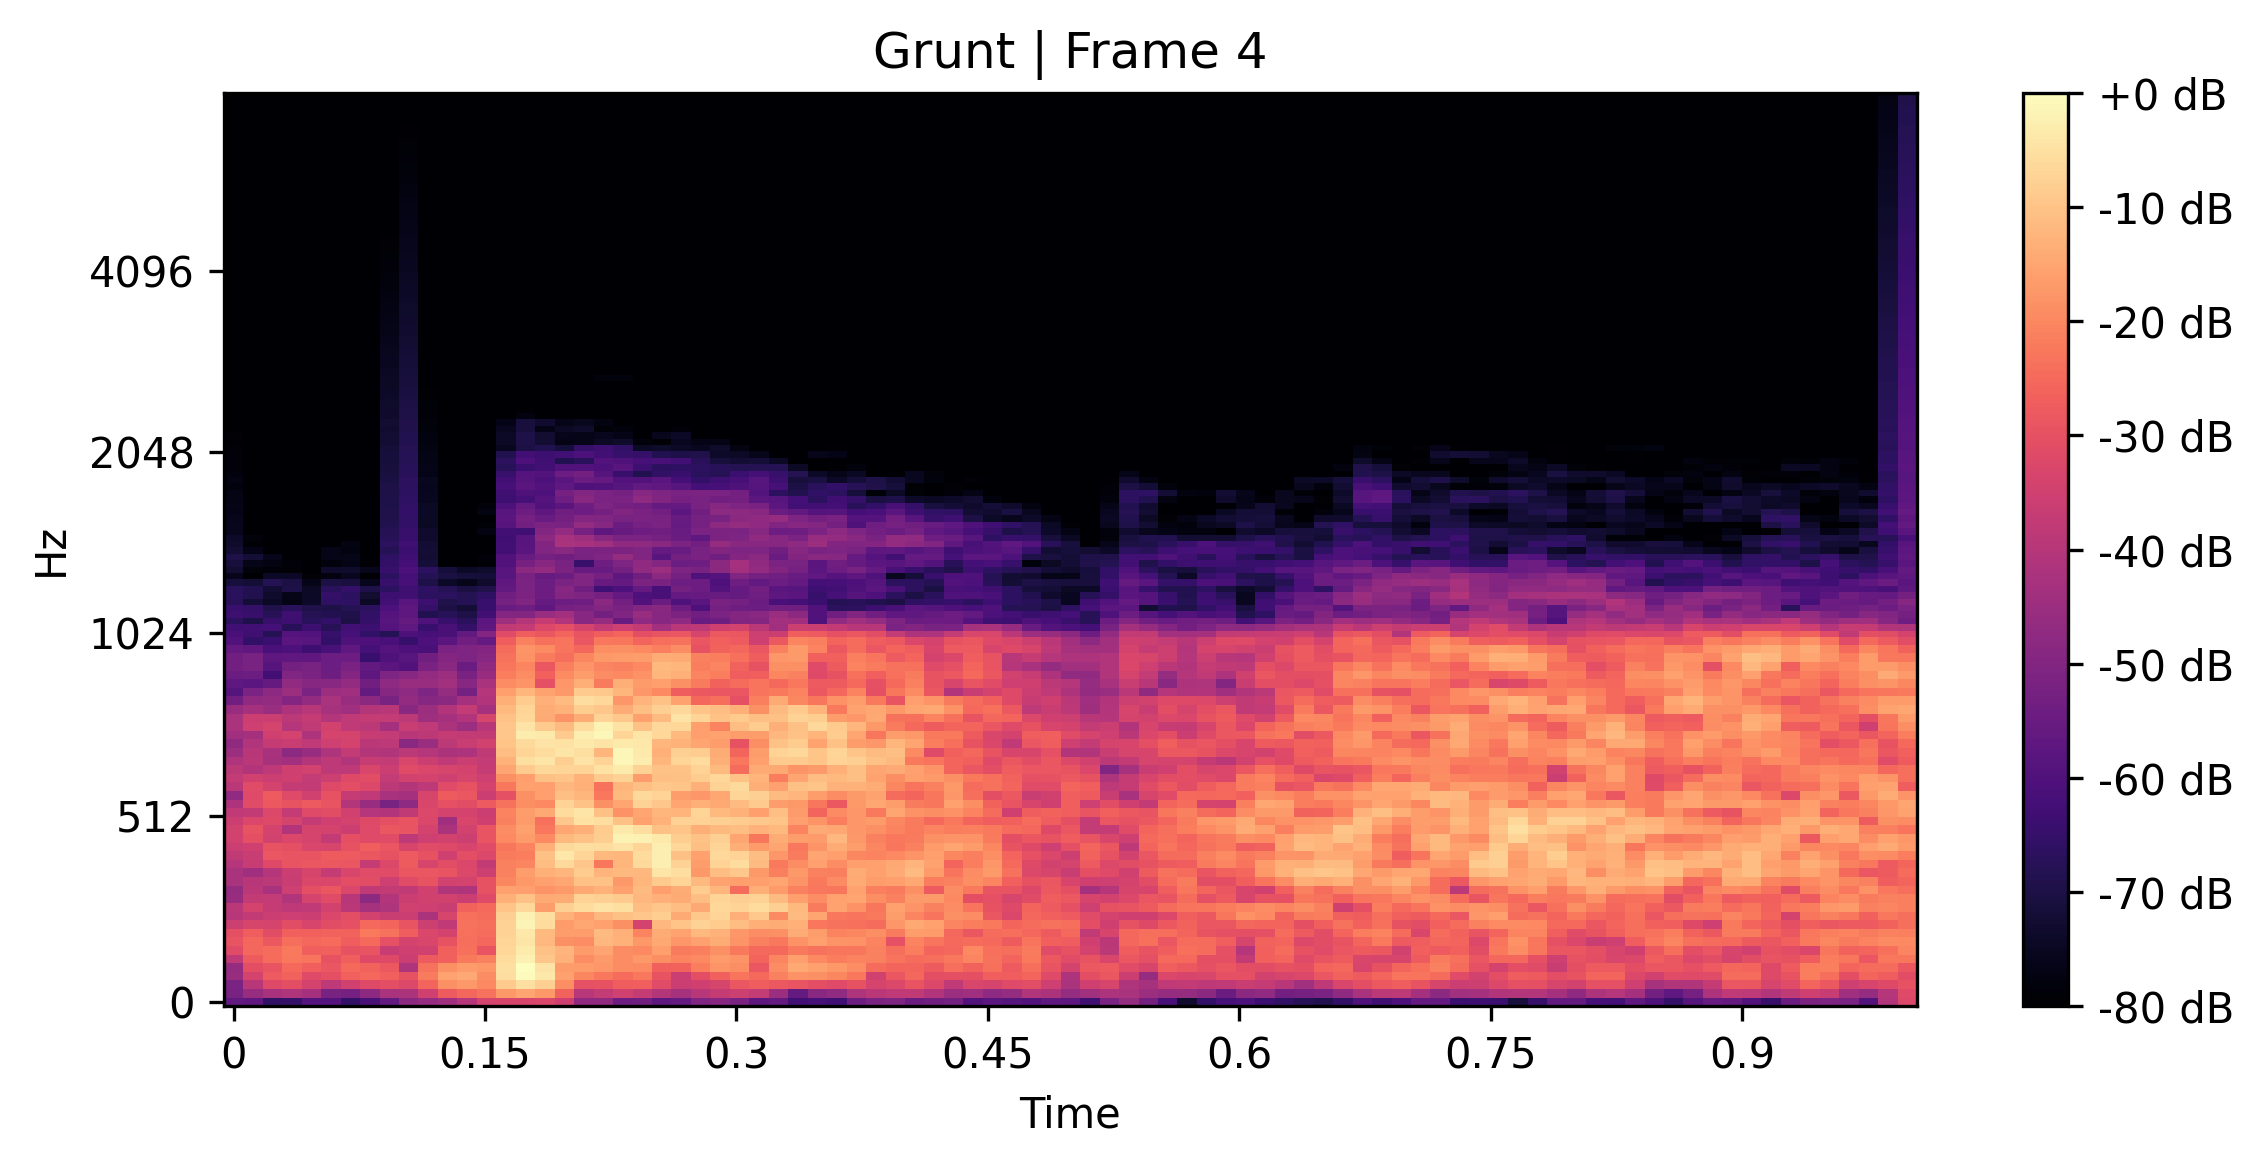 Grunt | Frame 4
Hz
4096
2048
1024
512
0
0 0.15 0.3 0.45 0.6 0.75 0.9
Time
+0 dB
-10 dB
-20 dB
-30 dB
-40 dB
-50 dB
-60 dB
-70 dB
-80 dB